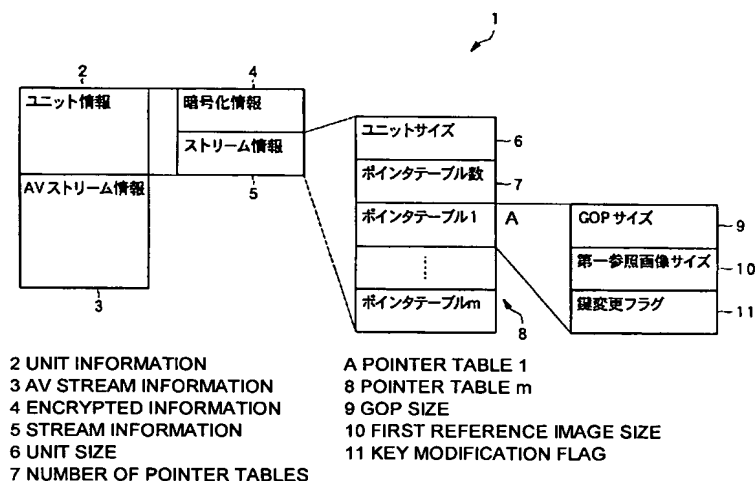 1
2
4
ユニット情報
暗号化情報
ストリーム情報
AVストリーム情報
5
3
ユニットサイズ
6
ポインタテーブル数
7
ポインタテーブル1
A
ポインタテーブルm
8
GOPサイズ
9
第一参照画像サイズ
10
鍵変更フラグ
11
2 UNIT INFORMATION
3 AV STREAM INFORMATION
4 ENCRYPTED INFORMATION
5 STREAM INFORMATION
6 UNIT SIZE
7 NUMBER OF POINTER TABLES
A POINTER TABLE 1
8 POINTER TABLE m
9 GOP SIZE
10 FIRST REFERENCE IMAGE SIZE
11 KEY MODIFICATION FLAG